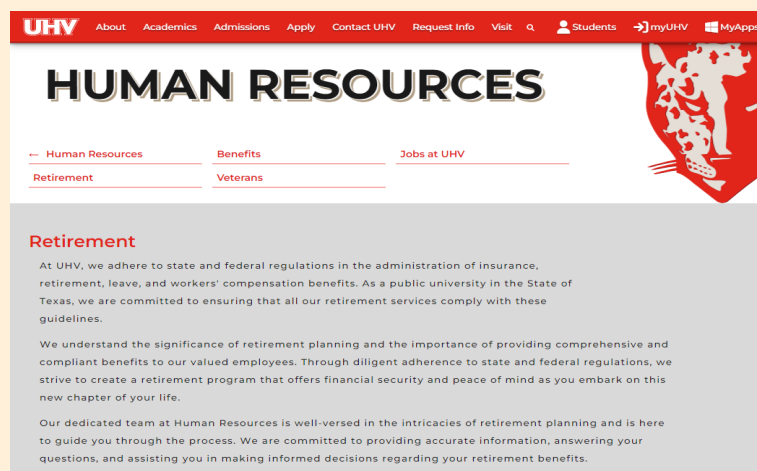 UHV About Academics Admissions Apply Contact UHV Request Info Visit Students myUHV MyApps
HUMAN RESOURCES
← Human Resources Benefits Jobs at UHV
Retirement Veterans
Retirement
At UHV, we adhere to state and federal regulations in the administration of insurance,
retirement, leave, and workers' compensation benefits. As a public university in the State of
Texas, we are committed to ensuring that all our retirement services comply with these
guidelines.
We understand the significance of retirement planning and the importance of providing comprehensive and
compliant benefits to our valued employees. Through diligent adherence to state and federal regulations, we
strive to create a retirement program that offers financial security and peace of mind as you embark on this
new chapter of your life.
Our dedicated team at Human Resources is well-versed in the intricacies of retirement planning and is here
to guide you through the process. We are committed to providing accurate information, answering your
questions, and assisting you in making informed decisions regarding your retirement benefits.